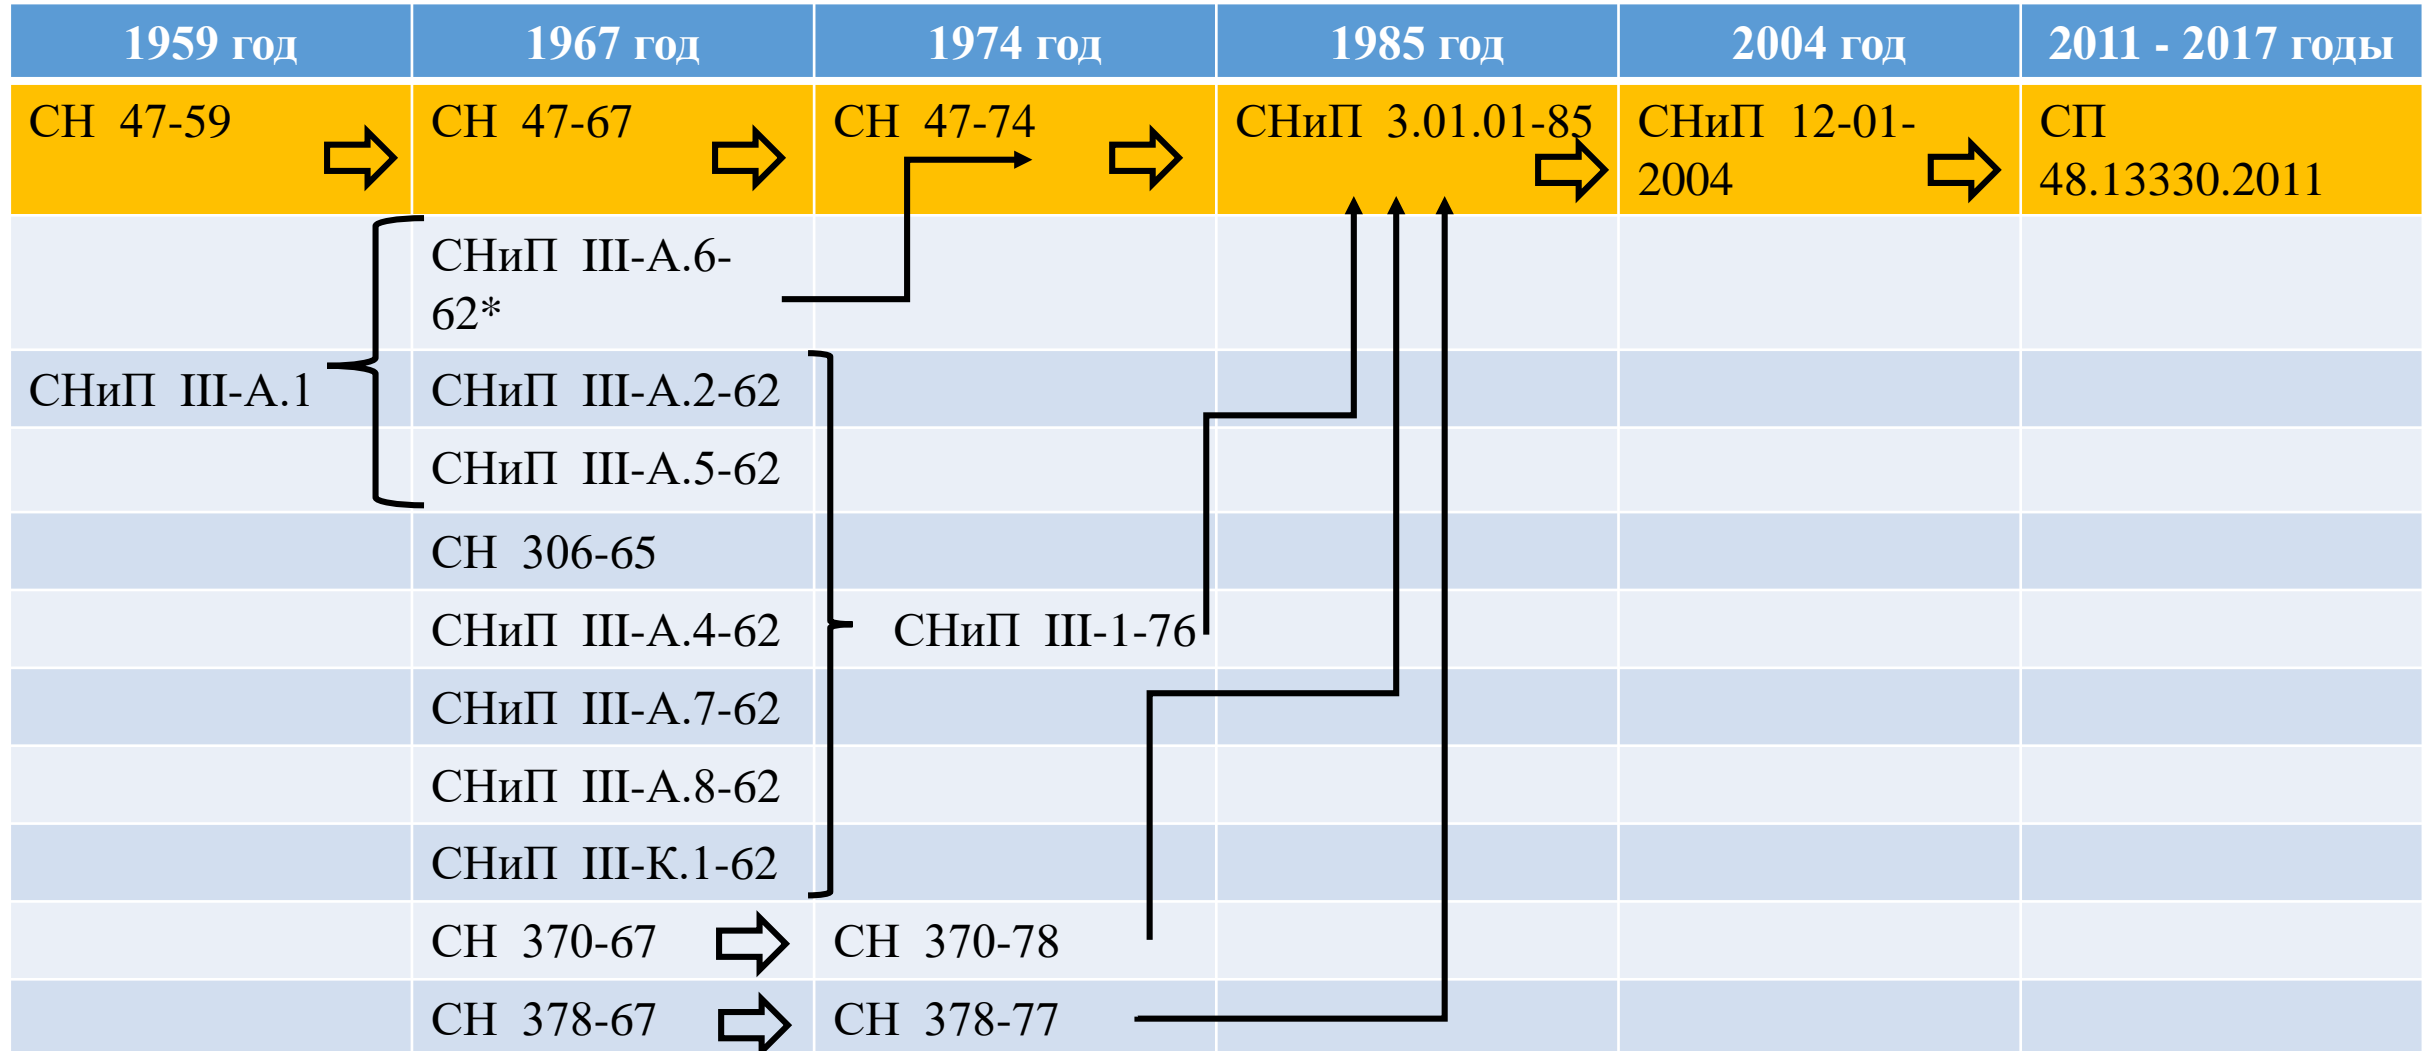 1959 год
1967 год
1974 год
1985 год
2004 год
2011 - 2017 годы
СН 47-59
СН 47-67
СН 47-74
СНиП 3.01.01-85
СНиП 12-01-
2004
СП
48.13330.2011
СНиП III-А.6-
62*
СНиП III-А.1
СНиП III-А.2-62
СНиП III-А.5-62
СН 306-65
СНиП III-А.4-62
СНиП III-1-76
СНиП III-А.7-62
СНиП III-А.8-62
СНиП III-К.1-62
СН 370-67
СН 370-78
СН 378-67
СН 378-77